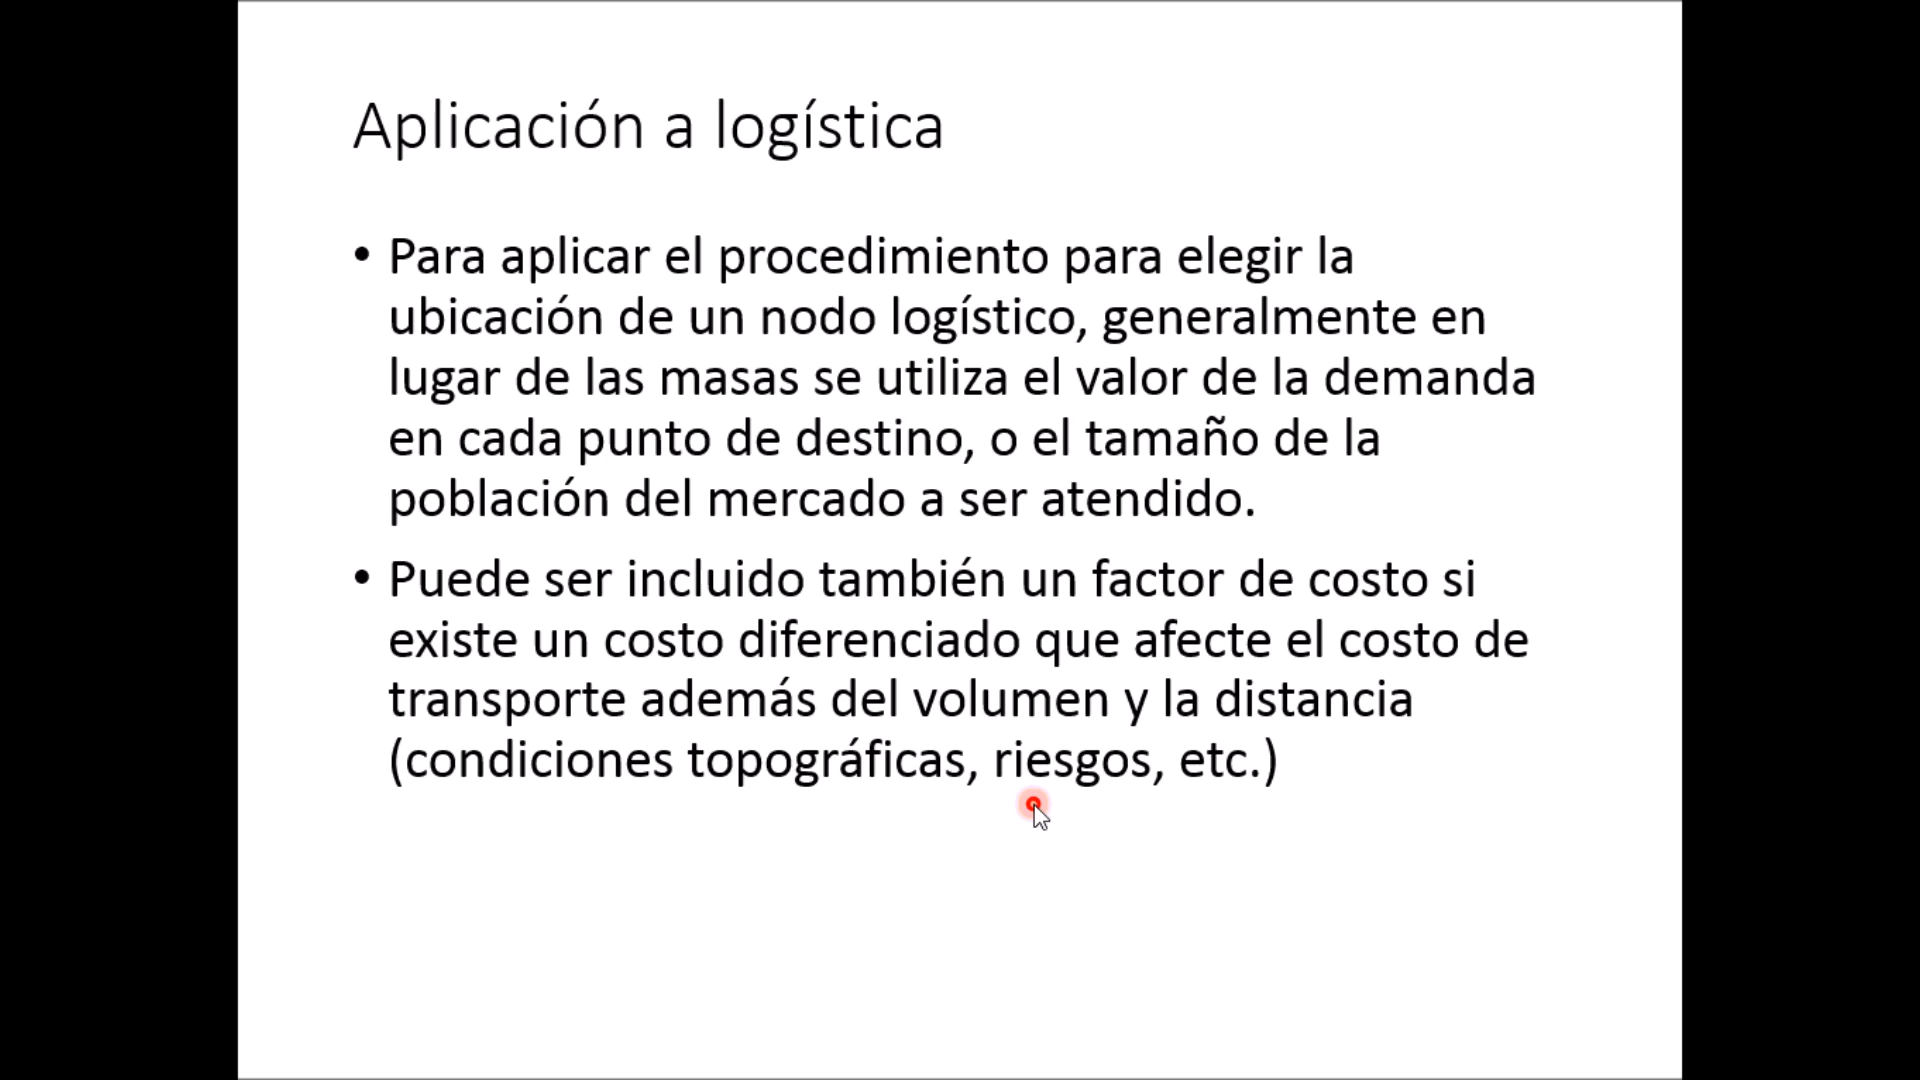 Aplicación a logística
• Para aplicar el procedimiento para elegir la
ubicación de un nodo logístico, generalmente en
lugar de las masas se utiliza el valor de la demanda
en cada punto de destino, o el tamaño de la
población del mercado a ser atendido.
• Puede ser incluido también un factor de costo si
existe un costo diferenciado que afecte el costo de
transporte además del volumen y la distancia
(condiciones topográficas, riesgos, etc.)